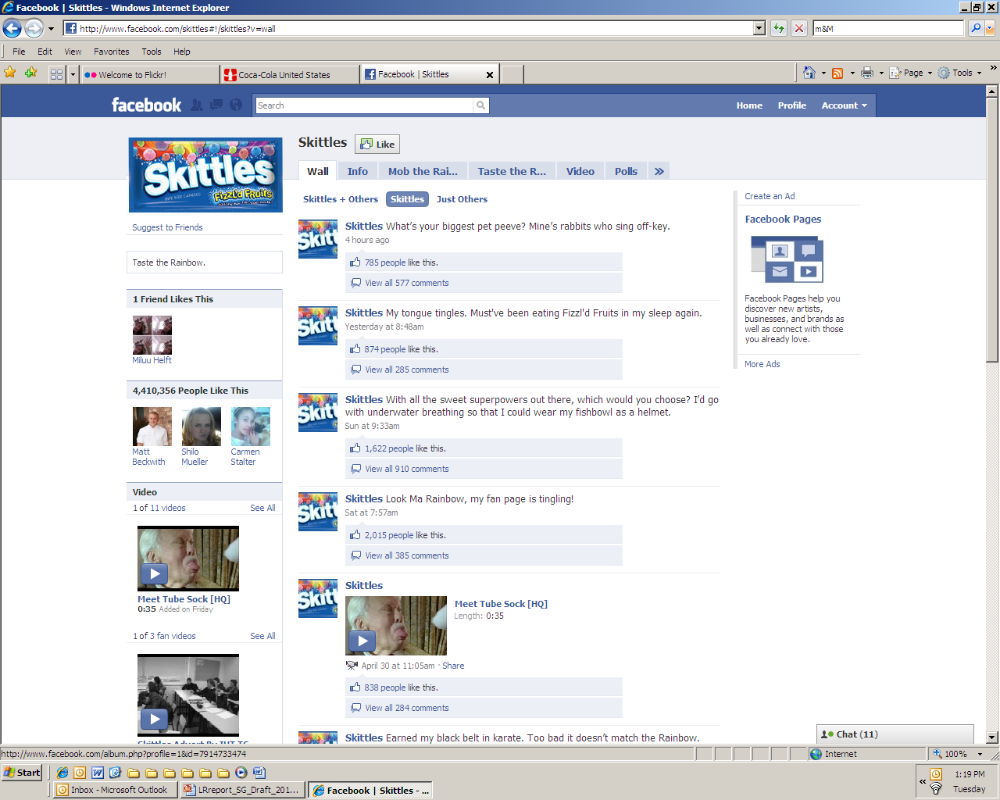 Facebook | Skittles - Windows Internet Explorer
http://www.facebook.com/skittles#!/skittles?v=wall
m&M
File Edit View Favorites Tools Help
Welcome to Flickr!
Coca-Cola United States
Facebook | Skittles
Page
Tools
facebook
Search
Home Profile Account
Skittles
Like
Wall Info Mob the Rai... Taste the R... Video Polls »
Skittles + Others Skittles Just Others
Skittles
BITE SIZE CANDIES
Fizzl'd Fruits
Suggest to Friends
Taste the Rainbow.
1 Friend Likes This
Miluu Helft
4,410,356 People Like This
Matt Beckwith
Shilo Mueller
Carmen Stalter
Video
1 of 11 videos See All
Meet Tube Sock [HQ]
0:35 Added on Friday
1 of 3 fan videos See All
Skittles What's your biggest pet peeve? Mine's rabbits who sing off-key.
4 hours ago
785 people like this.
View all 577 comments
Skittles My tongue tingles. Must've been eating Fizzl'd Fruits in my sleep again.
Yesterday at 8:48am
874 people like this.
View all 285 comments
Skittles With all the sweet superpowers out there, which would you choose? I'd go
with underwater breathing so that I could wear my fishbowl as a helmet.
Sun at 9:33am
1,622 people like this.
View all 910 comments
Skittles Look Ma Rainbow, my fan page is tingling!
Sat at 7:57am
2,015 people like this.
View all 385 comments
Skittles
Meet Tube Sock [HQ]
Length: 0:35
April 30 at 11:05am · Share
838 people like this.
View all 284 comments
Skittles Earned my black belt in karate. Too bad it doesn't match the Rainbow.
Create an Ad
Facebook Pages
Facebook Pages help you
discover new artists,
businesses, and brands as
well as connect with those
you already love.
More Ads
Chat (11)
http://www.facebook.com/album.php?profile=1&id=7914733474
Internet
100%
Start
Inbox - Microsoft Outlook
LRreport_SG_Draft_201...
Facebook | Skittles - ...
1:19 PM
Tuesday